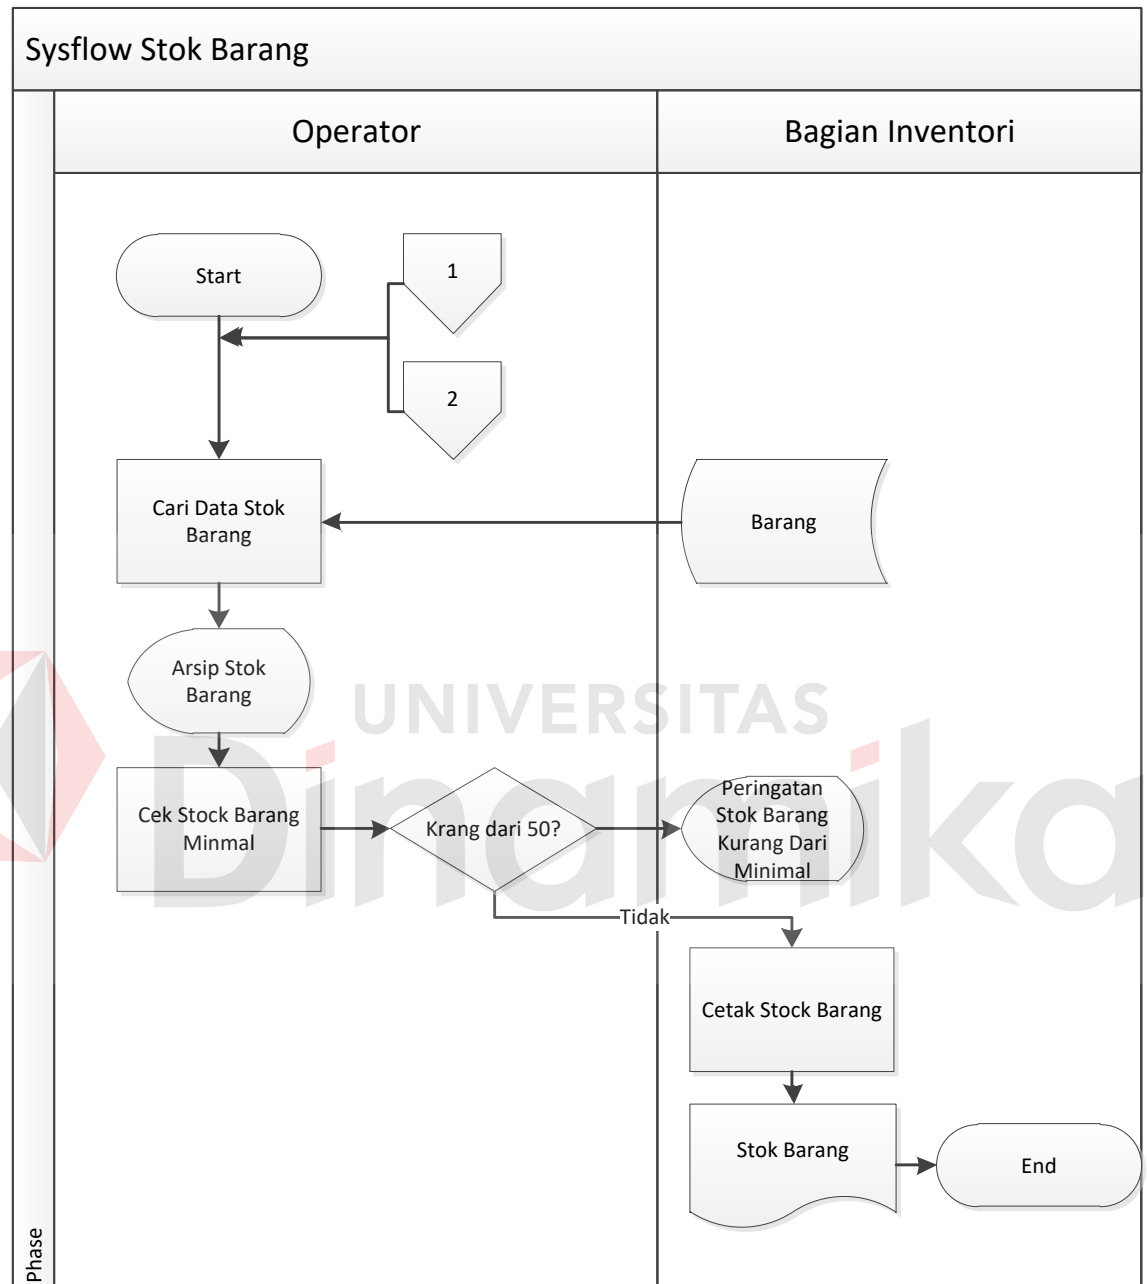 Sysflow Stok Barang
Operator
Bagian Inventori
Start
1
2
Cari Data Stok
Barang
Barang
Arsip Stok
Barang
UNIVERSITAS
Dinamika
Cek Stock Barang
Minmal
Krang dari 50?
Peringatan
Stok Barang
Kurang Dari
Minimal
Tidak
Cetak Stock Barang
Stok Barang
End
Phase